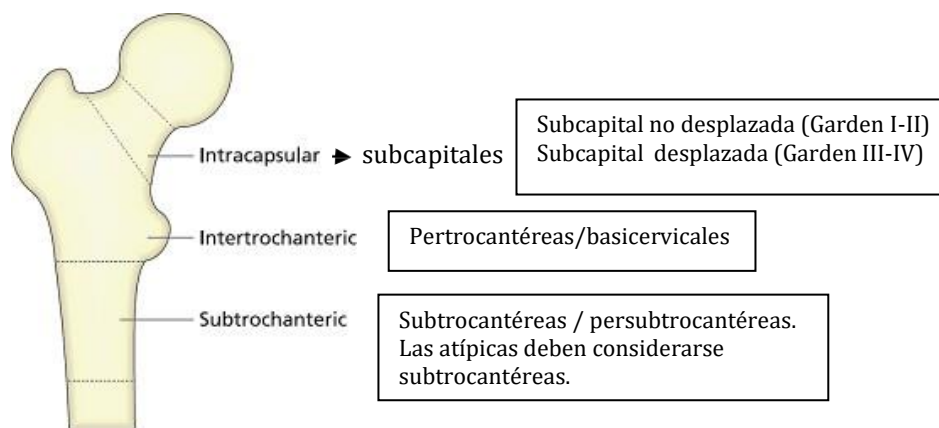 Subcapital no desplazada (Garden I-II)
Subcapital desplazada (Garden III-IV)
Intracapsular
subcapitales
Intertrochanteric
Pertrocantéreas/basicervicales
Subtrochanteric
Subtrocantéreas / persubtrocantéreas.
Las atípicas deben considerarse
subtrocantéreas.